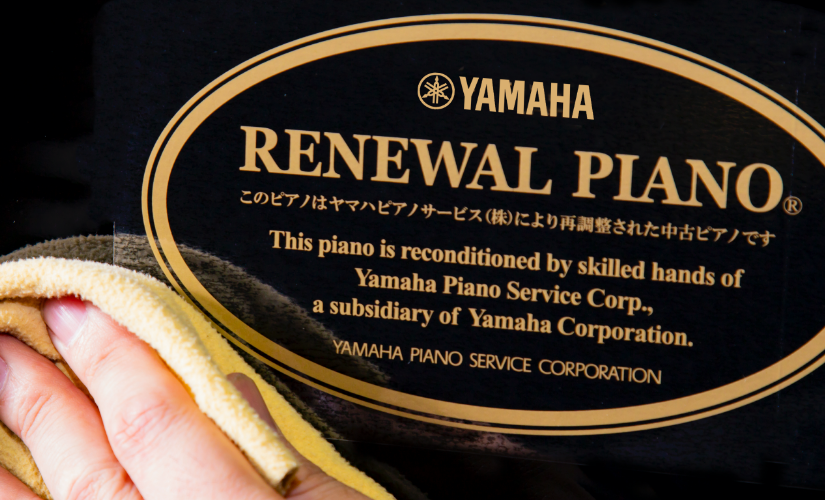 YAMAHA
RENEWAL PIANO®
このピアノはヤマハピアノサービス(株)により再調整された中古ピアノです
This piano is reconditioned by skilled hands of
Yamaha Piano Service Corp.,
a subsidiary of Yamaha Corporation.
YAMAHA PIANO SERVICE CORPORATION